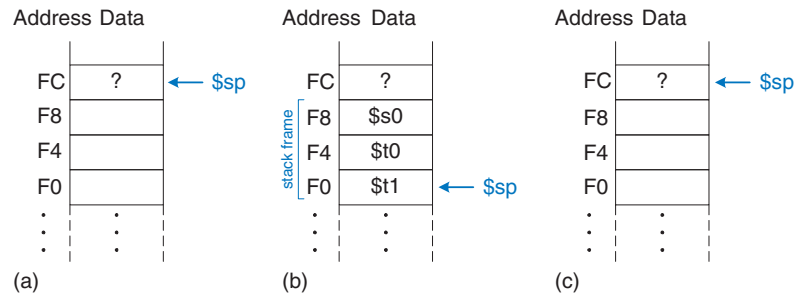 Address Data
FC ? $sp
F8
F4
F0
(a)
Address Data
FC ?
F8 $s0
F4 $t0
F0 $t1 $sp
stack frame
(b)
Address Data
FC ? $sp
F8
F4
F0
(c)